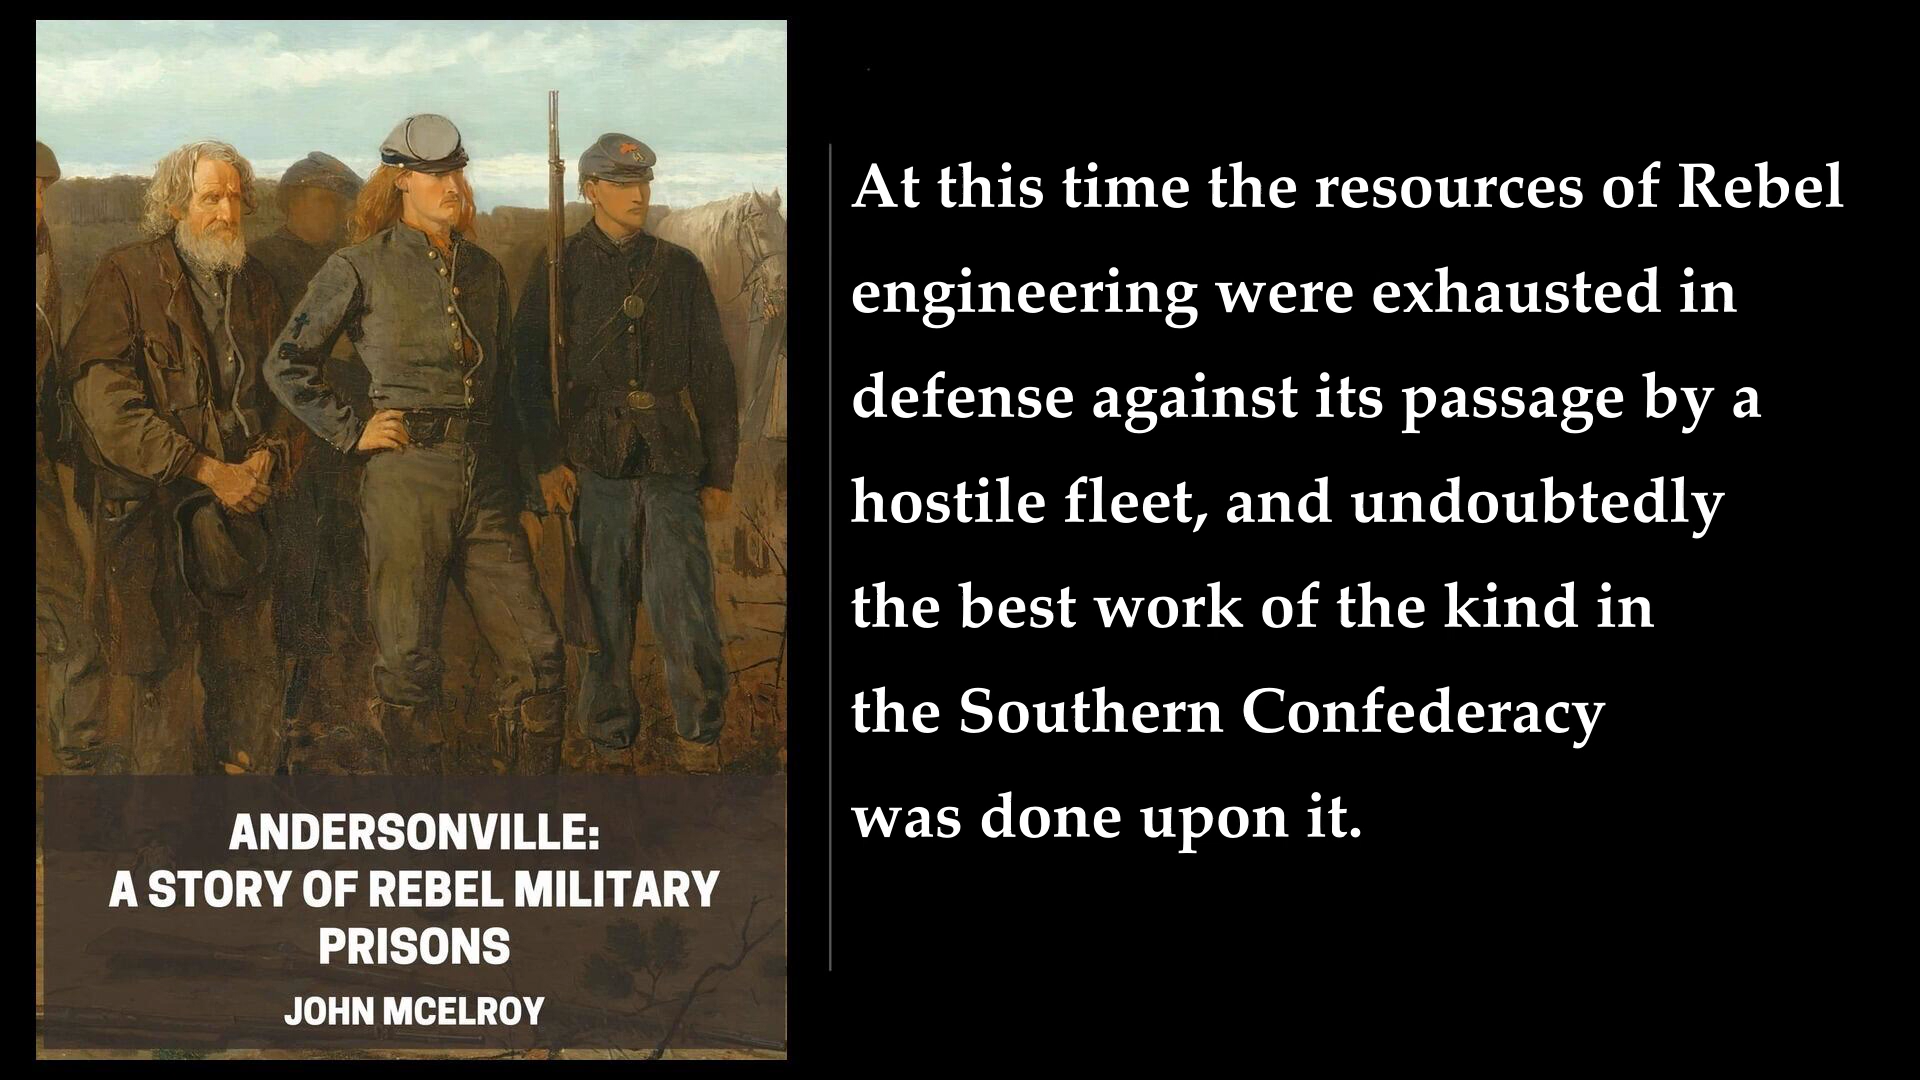 ANDERSONVILLE:
A STORY OF REBEL MILITARY
PRISONS
JOHN MCELROY
At this time the resources of Rebel
engineering were exhausted in
defense against its passage by a
hostile fleet, and undoubtedly
the best work of the kind in
the Southern Confederacy
was done upon it.